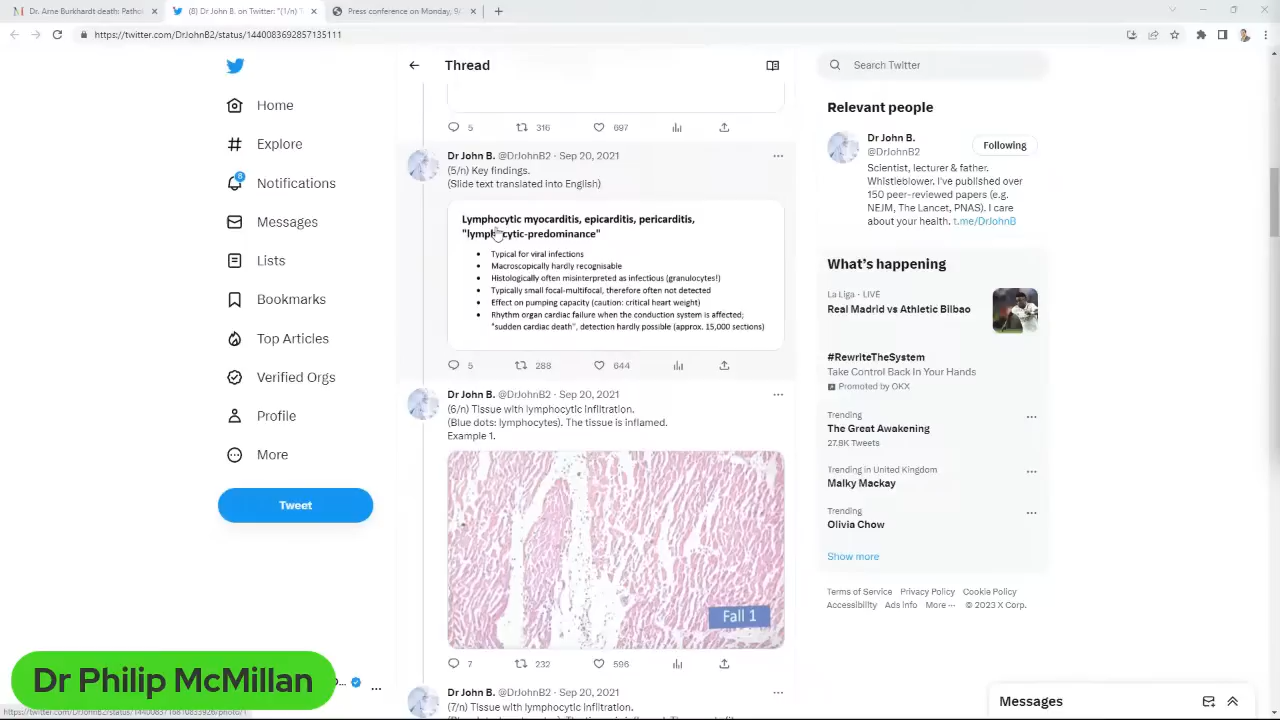 Dr. Arne Burkhardt death: Pathol
(8) Dr John B. on Twitter: "(1/n) T
Press conference on Monday, 9/
https://twitter.com/DrJohnB2/status/1440083692857135111
Home
Explore
8
Notifications
Messages
Lists
Bookmarks
Top Articles
Verified Orgs
Profile
More
Tweet
Thread
5 316 697
Dr John B. @DrJohnB2 · Sep 20, 2021
(5/n) Key findings.
(Slide text translated into English)
Lymphocytic myocarditis, epicarditis, pericarditis,
"lymphocytic-predominance"
• Typical for viral infections
• Macroscopically hardly recognisable
• Histologically often misinterpreted as infectious (granulocytes!)
• Typically small focal-multifocal, therefore often not detected
• Effect on pumping capacity (caution: critical heart weight)
• Rhythm organ cardiac failure when the conduction system is affected;
"sudden cardiac death", detection hardly possible (approx. 15,000 sections)
5 288 644
Dr John B. @DrJohnB2 · Sep 20, 2021
(6/n) Tissue with lymphocytic infiltration.
(Blue dots: lymphocytes). The tissue is inflamed.
Example 1.
Fall 1
7 232 596
Dr John B. @DrJohnB2 · Sep 20, 2021
(7/n) Tissue with lymphocytic infiltration.
Search Twitter
Relevant people
Dr John B.
@DrJohnB2
Following
Scientist, lecturer & father.
Whistleblower. I've published over
150 peer-reviewed papers (e.g.
NEJM, The Lancet, PNAS). I care
about your health. t.me/DrJohnB
What's happening
La Liga · LIVE
Real Madrid vs Athletic Bilbao
#RewriteTheSystem
Take Control Back In Your Hands
Promoted by OKX
Trending
The Great Awakening
27.8K Tweets
Trending in United Kingdom
Malky Mackay
Trending
Olivia Chow
Show more
Terms of Service Privacy Policy Cookie Policy
Accessibility Ads info More ··· © 2023 X Corp.
Messages
Dr Philip McMillan